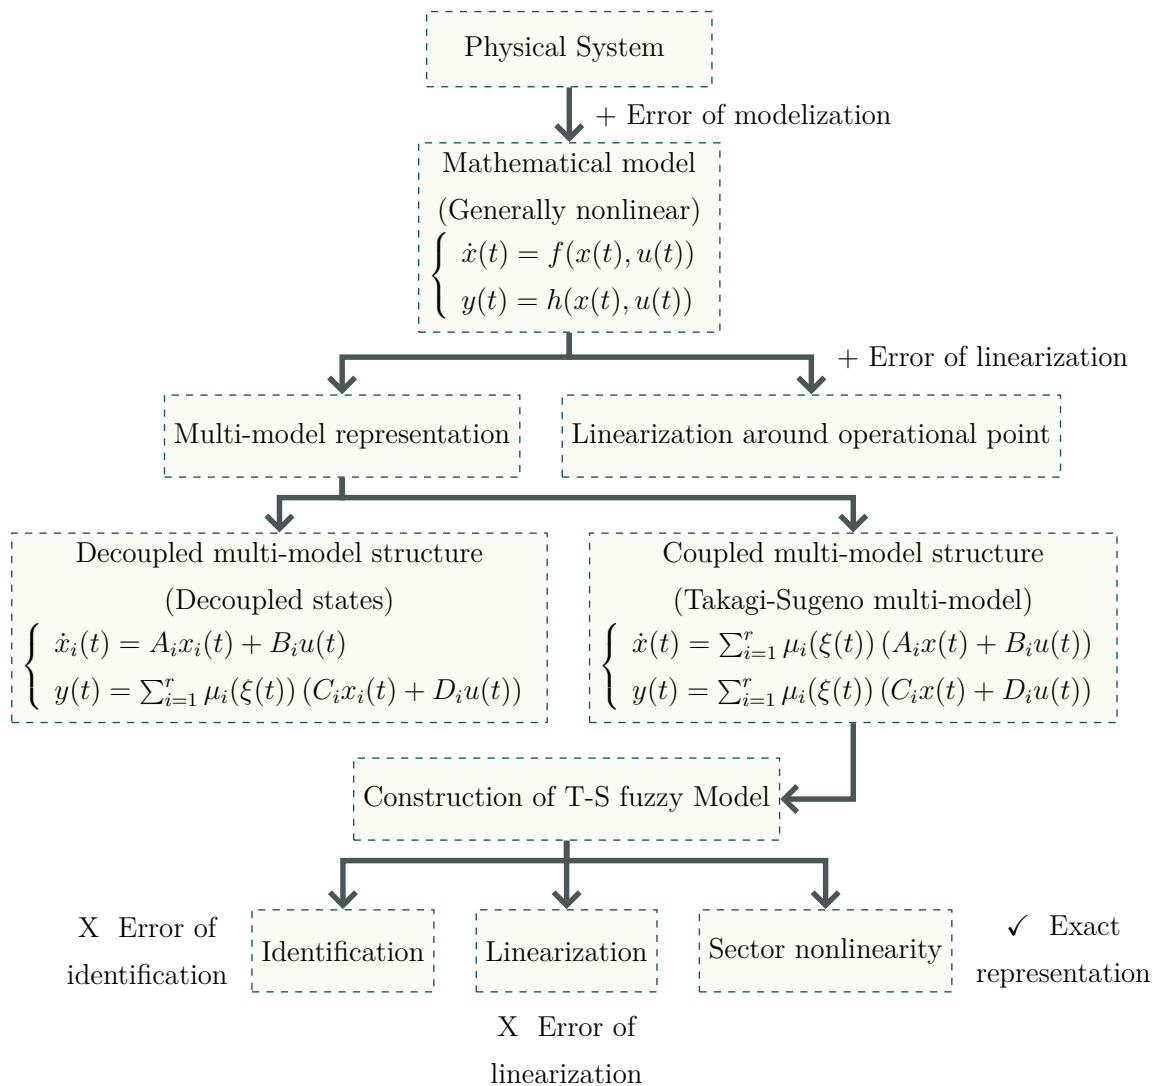 Physical System
+ Error of modelization
Mathematical model
(Generally nonlinear)
{ ẋ(t) = f(x(t), u(t))
y(t) = h(x(t), u(t))
+ Error of linearization
Multi-model representation
Linearization around operational point
Decoupled multi-model structure
(Decoupled states)
{ ẋ_i(t) = A_i x_i(t) + B_i u(t)
y(t) = ∑_{i=1}^{r} μ_i(ξ(t)) (C_i x_i(t) + D_i u(t))
Coupled multi-model structure
(Takagi-Sugeno multi-model)
{ ẋ(t) = ∑_{i=1}^{r} μ_i(ξ(t)) (A_i x(t) + B_i u(t))
y(t) = ∑_{i=1}^{r} μ_i(ξ(t)) (C_i x(t) + D_i u(t))
Construction of T-S fuzzy Model
X Error of
identification
Identification
Linearization
Sector nonlinearity
✓ Exact
representation
X Error of
linearization